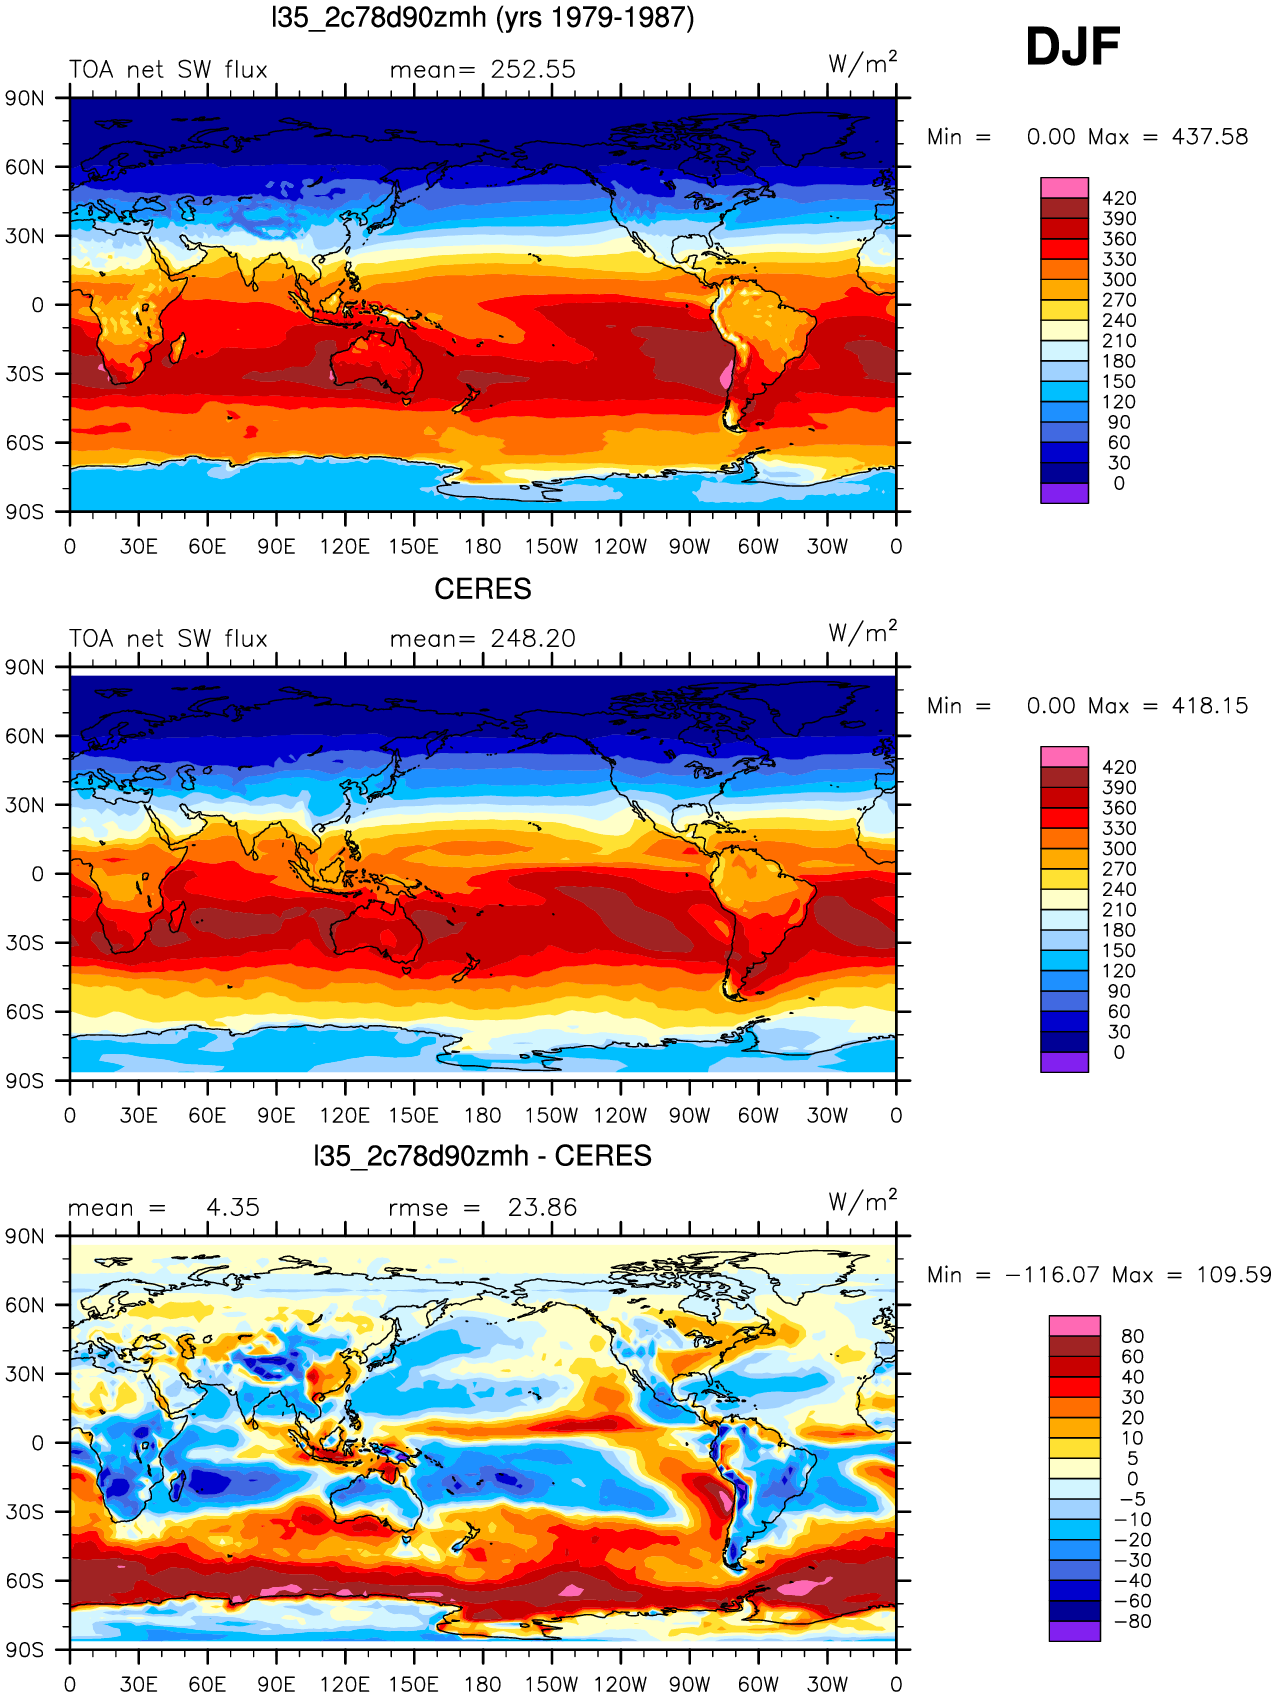 l35_2c78d90zmh (yrs 1979-1987)
DJF
TOA net SW flux mean= 252.55 W/m²
Min = 0.00 Max = 437.58
90N
60N
30N
0
30S
60S
90S
0 30E 60E 90E 120E 150E 180 150W 120W 90W 60W 30W 0
420
390
360
330
300
270
240
210
180
150
120
90
60
30
0
CERES
TOA net SW flux mean= 248.20 W/m²
Min = 0.00 Max = 418.15
90N
60N
30N
0
30S
60S
90S
0 30E 60E 90E 120E 150E 180 150W 120W 90W 60W 30W 0
420
390
360
330
300
270
240
210
180
150
120
90
60
30
0
l35_2c78d90zmh - CERES
mean = 4.35 rmse = 23.86 W/m²
Min = -116.07 Max = 109.59
90N
60N
30N
0
30S
60S
90S
0 30E 60E 90E 120E 150E 180 150W 120W 90W 60W 30W 0
80
60
40
30
20
10
5
0
-5
-10
-20
-30
-40
-60
-80